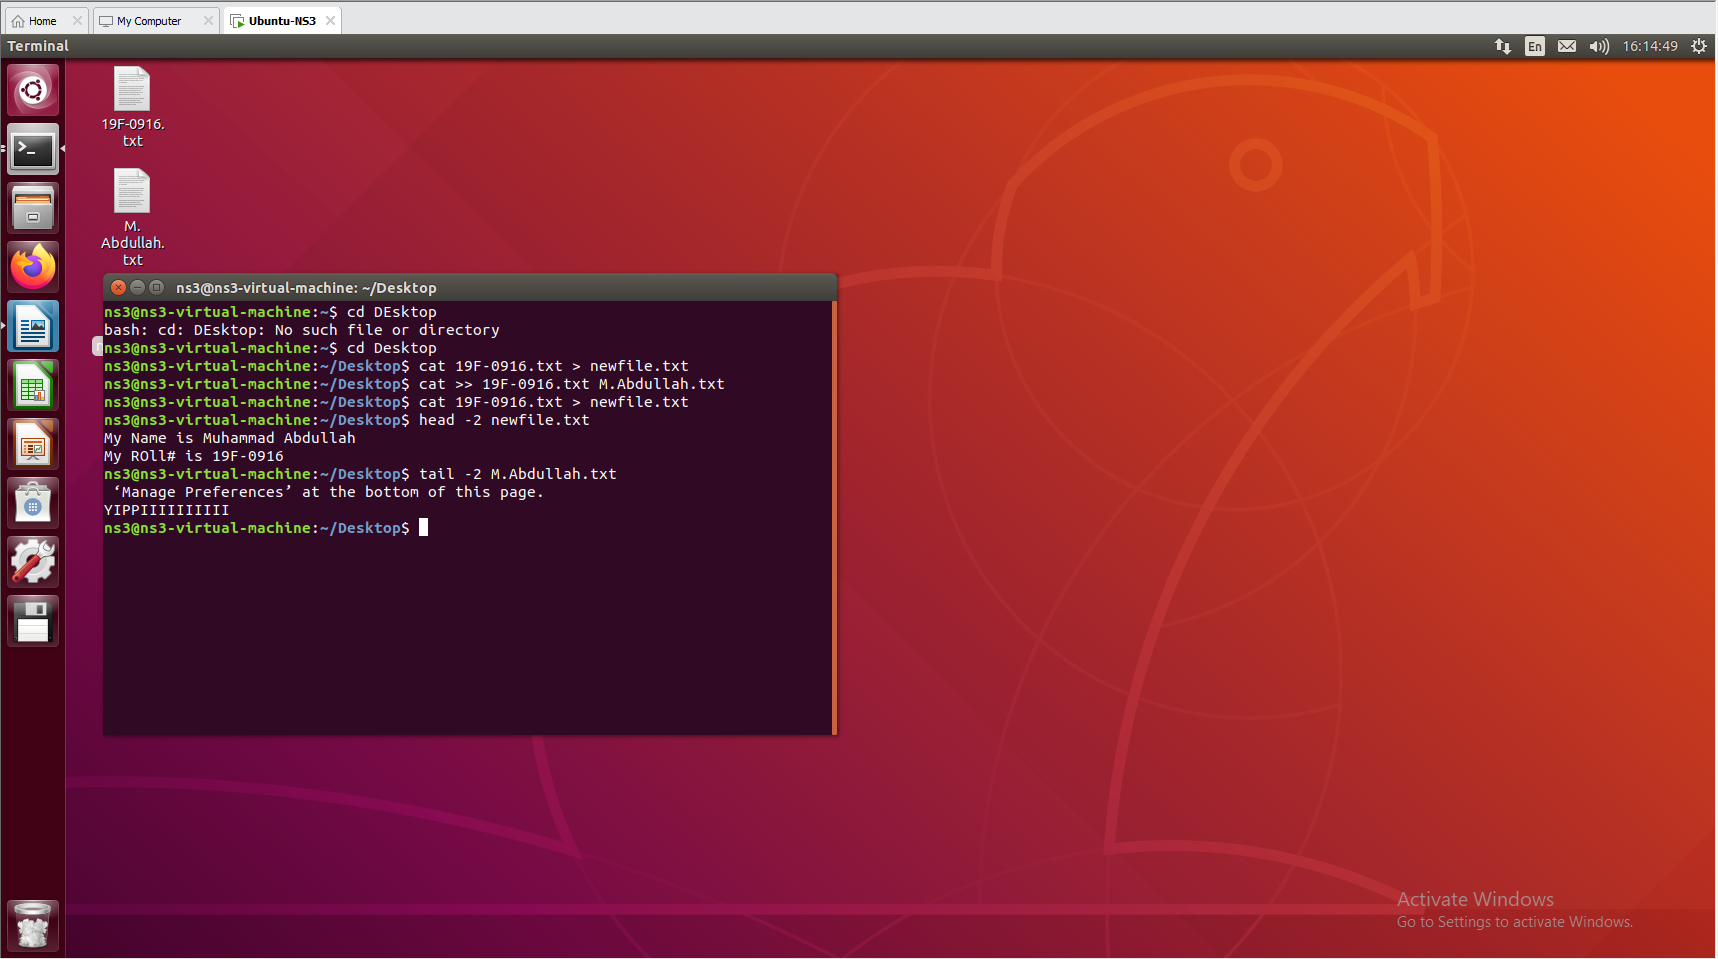 Home
My Computer
Ubuntu-NS3
Terminal
En
16:14:49
19F-0916.
txt
M.
Abdullah.
txt
ns3@ns3-virtual-machine: ~/Desktop
ns3@ns3-virtual-machine:~$ cd DEsktop
bash: cd: DEsktop: No such file or directory
ns3@ns3-virtual-machine:~$ cd Desktop
ns3@ns3-virtual-machine:~/Desktop$ cat 19F-0916.txt > newfile.txt
ns3@ns3-virtual-machine:~/Desktop$ cat >> 19F-0916.txt M.Abdullah.txt
ns3@ns3-virtual-machine:~/Desktop$ cat 19F-0916.txt > newfile.txt
ns3@ns3-virtual-machine:~/Desktop$ head -2 newfile.txt
My Name is Muhammad Abdullah
My ROll# is 19F-0916
ns3@ns3-virtual-machine:~/Desktop$ tail -2 M.Abdullah.txt
‘Manage Preferences’ at the bottom of this page.
YIPPIIIIIIIIII
ns3@ns3-virtual-machine:~/Desktop$
Activate Windows
Go to Settings to activate Windows.